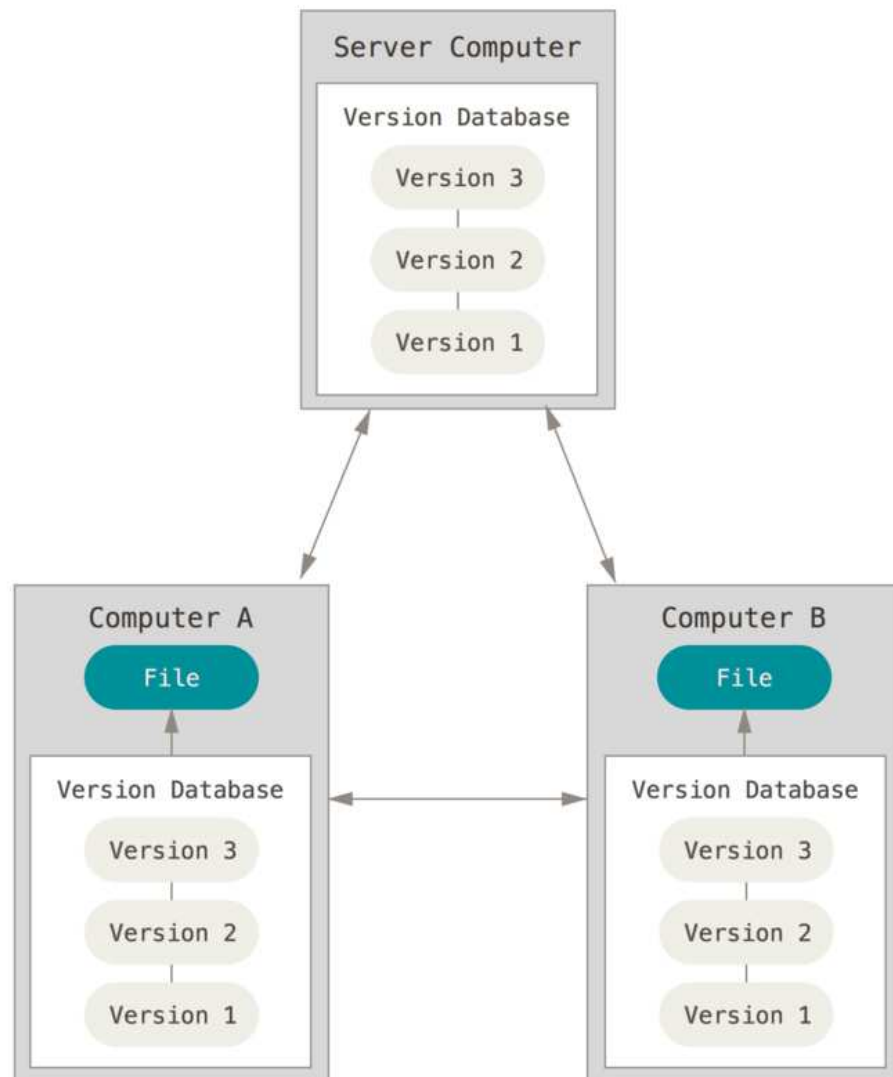 Server Computer
Version Database
Version 3
Version 2
Version 1
Computer A
File
Version Database
Version 3
Version 2
Version 1
Computer B
File
Version Database
Version 3
Version 2
Version 1